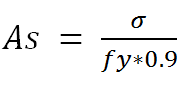 As = σ / fy*0.9